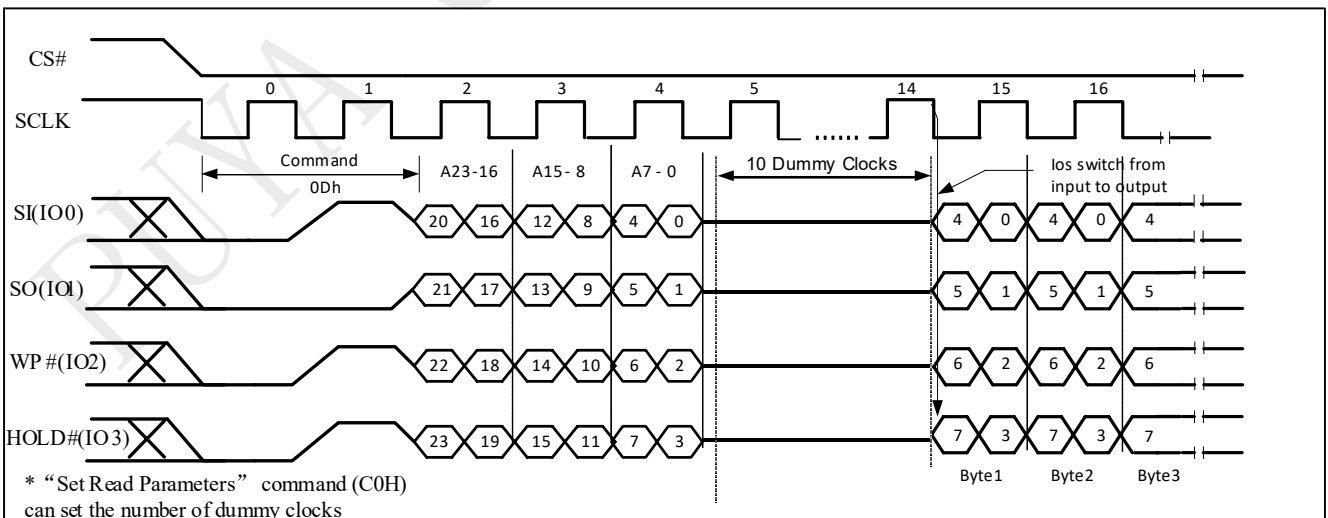 PUYA
CS#
0 1 2 3 4 5 14 15 16
SCLK
......
Command
0Dh
A23-16 A15-8 A7-0
10 Dummy Clocks
Ios switch from
input to output
SI(IO0) 20 16 12 8 4 0 4 0 4 0 4
SO(IO1) 21 17 13 9 5 1 5 1 5 1 5
WP#(IO2) 22 18 14 10 6 2 6 2 6 2 6
HOLD#(IO3) 23 19 15 11 7 3 7 3 7 3 7
Byte1 Byte2 Byte3
* “Set Read Parameters” command (C0H)
can set the number of dummy clocks